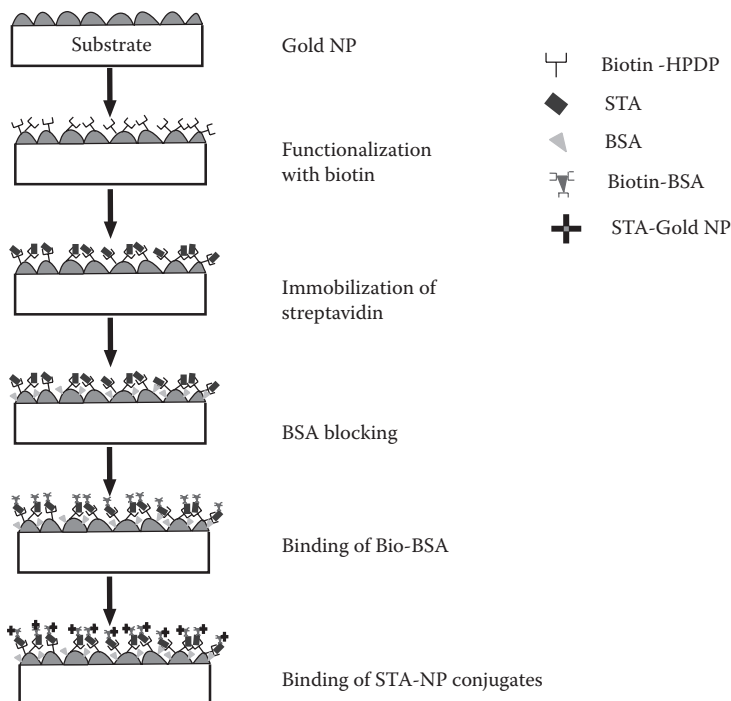 Substrate
Gold NP
Functionalization
with biotin
Immobilization of
streptavidin
BSA blocking
Binding of Bio-BSA
Binding of STA-NP conjugates
Biotin -HPDP
STA
BSA
Biotin-BSA
STA-Gold NP